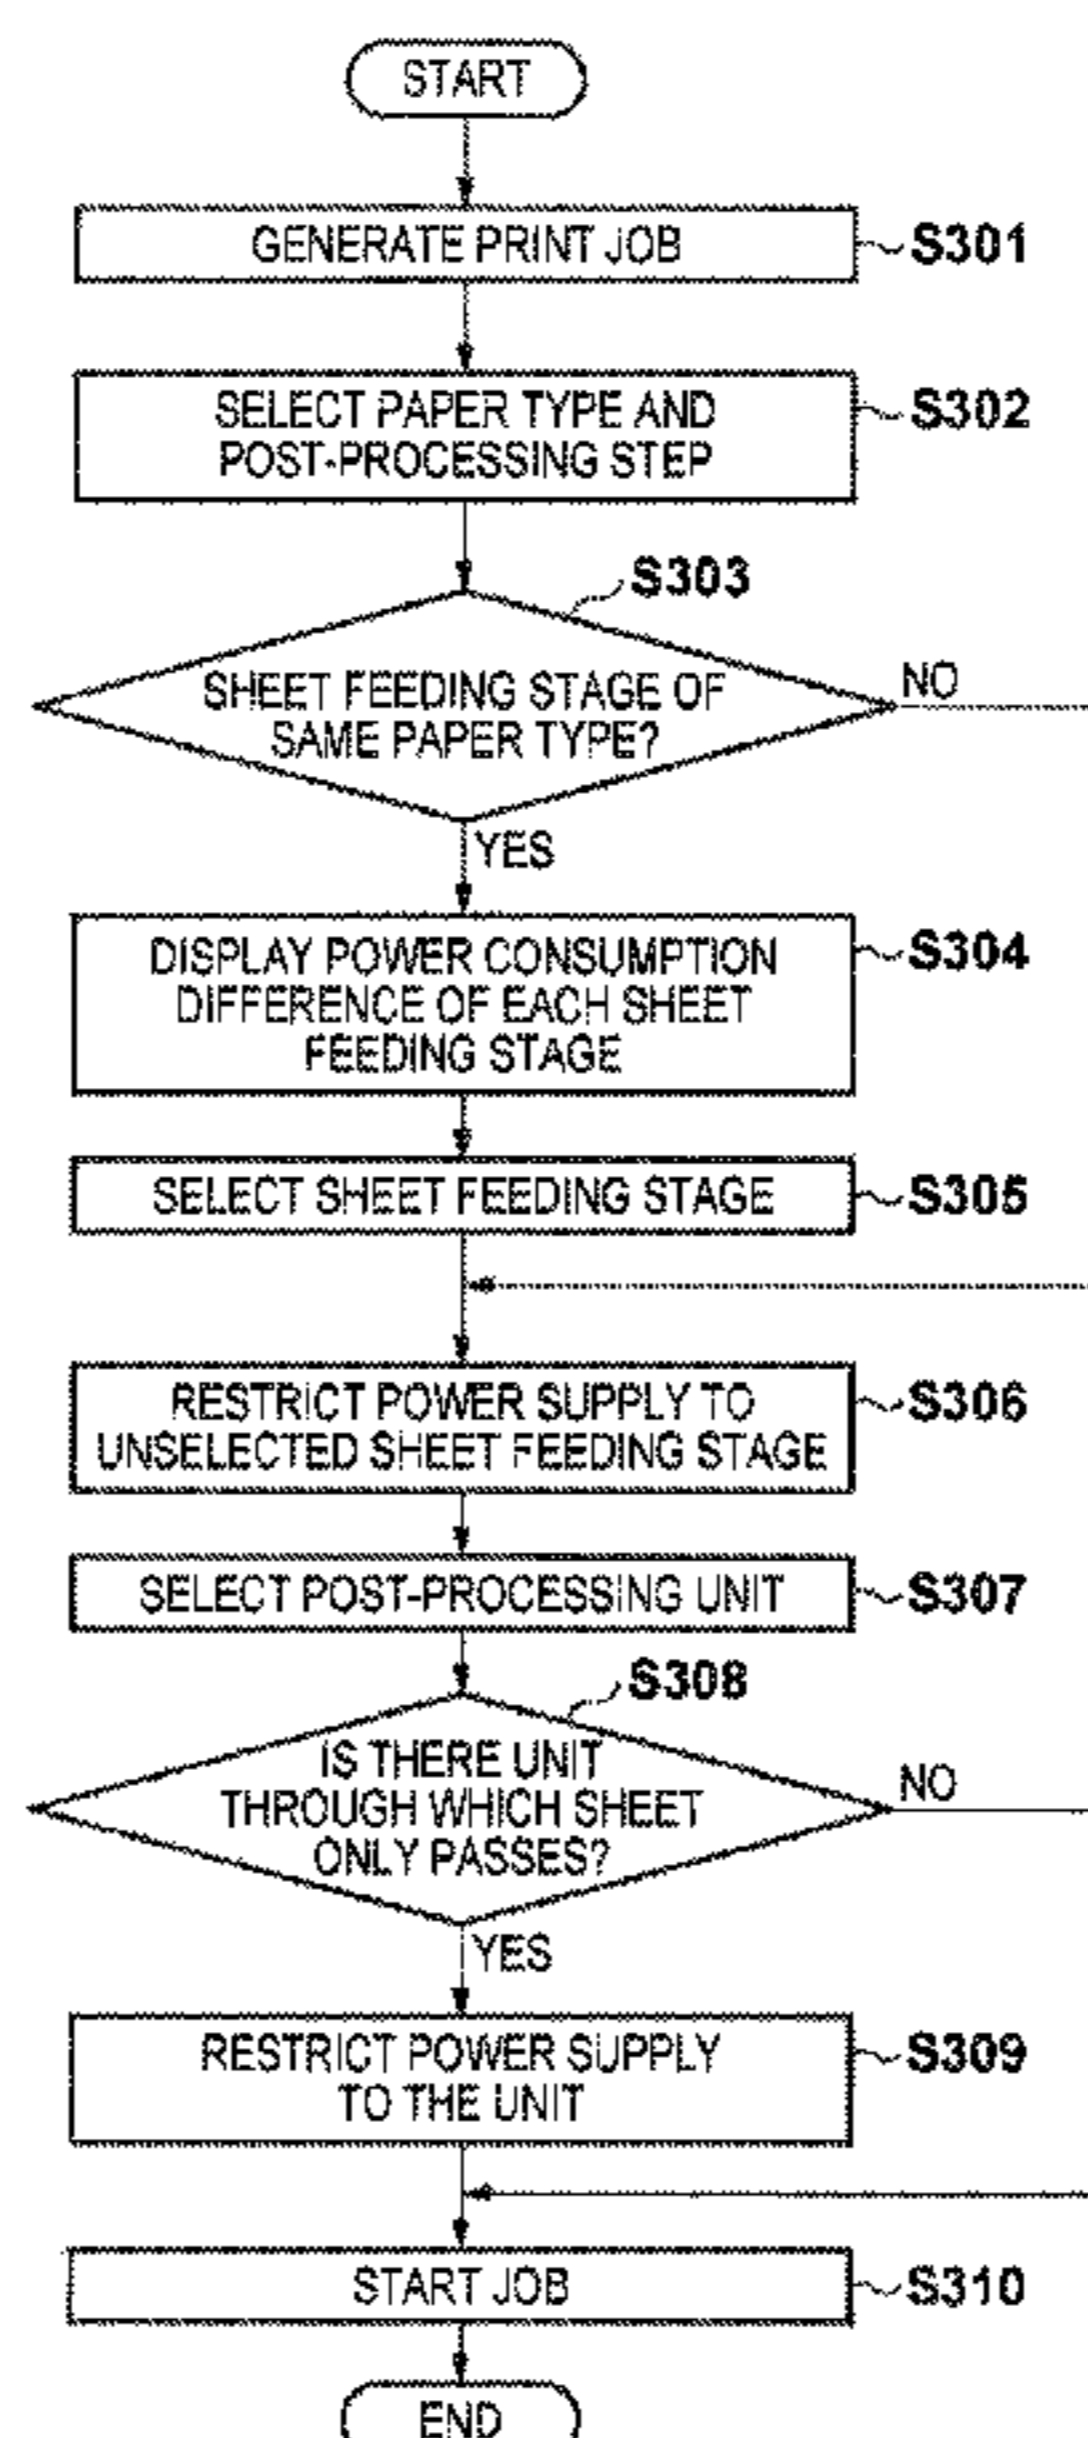 START
GENERATE PRINT JOB
S301
SELECT PAPER TYPE AND
POST-PROCESSING STEP
S302
S303
SHEET FEEDING STAGE OF
SAME PAPER TYPE?
NO
YES
DISPLAY POWER CONSUMPTION
DIFFERENCE OF EACH SHEET
FEEDING STAGE
S304
SELECT SHEET FEEDING STAGE
S305
RESTRICT POWER SUPPLY TO
UNSELECTED SHEET FEEDING STAGE
S306
SELECT POST-PROCESSING UNIT
S307
S308
IS THERE UNIT
THROUGH WHICH SHEET
ONLY PASSES?
NO
YES
RESTRICT POWER SUPPLY
TO THE UNIT
S309
START JOB
S310
END